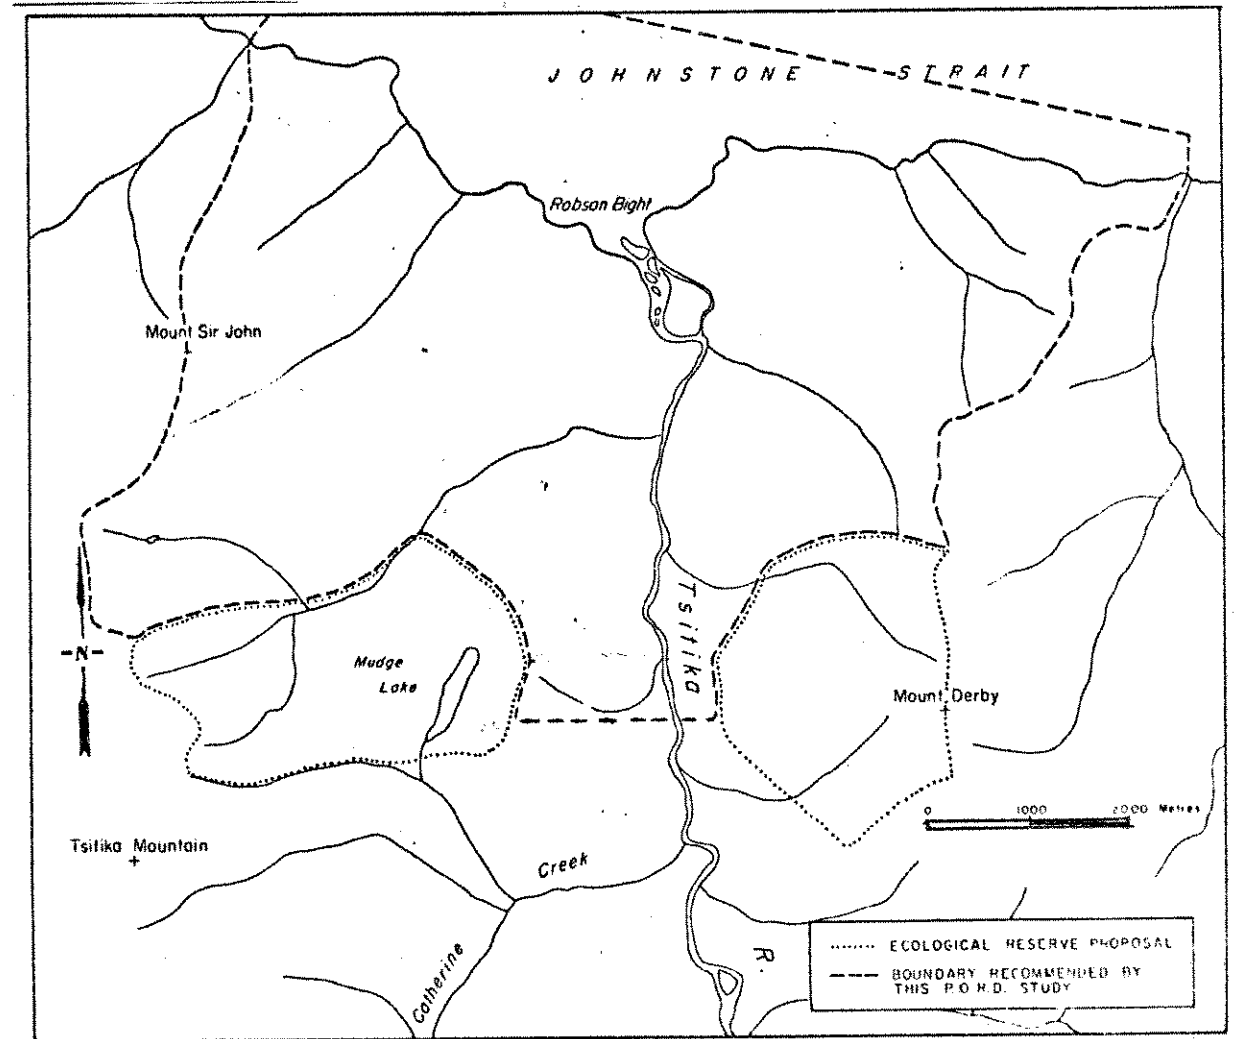 JOHNSTONE STRAIT
Robson Bight
Mount Sir John
N
Tsitika
Mudge
Lake
Mount Derby
0 1000 2000 Metres
Tsitika Mountain
Creek
Catherine
R.
ECOLOGICAL RESERVE PROPOSAL
BOUNDARY RECOMMENDED BY
THIS P.O.H.D. STUDY